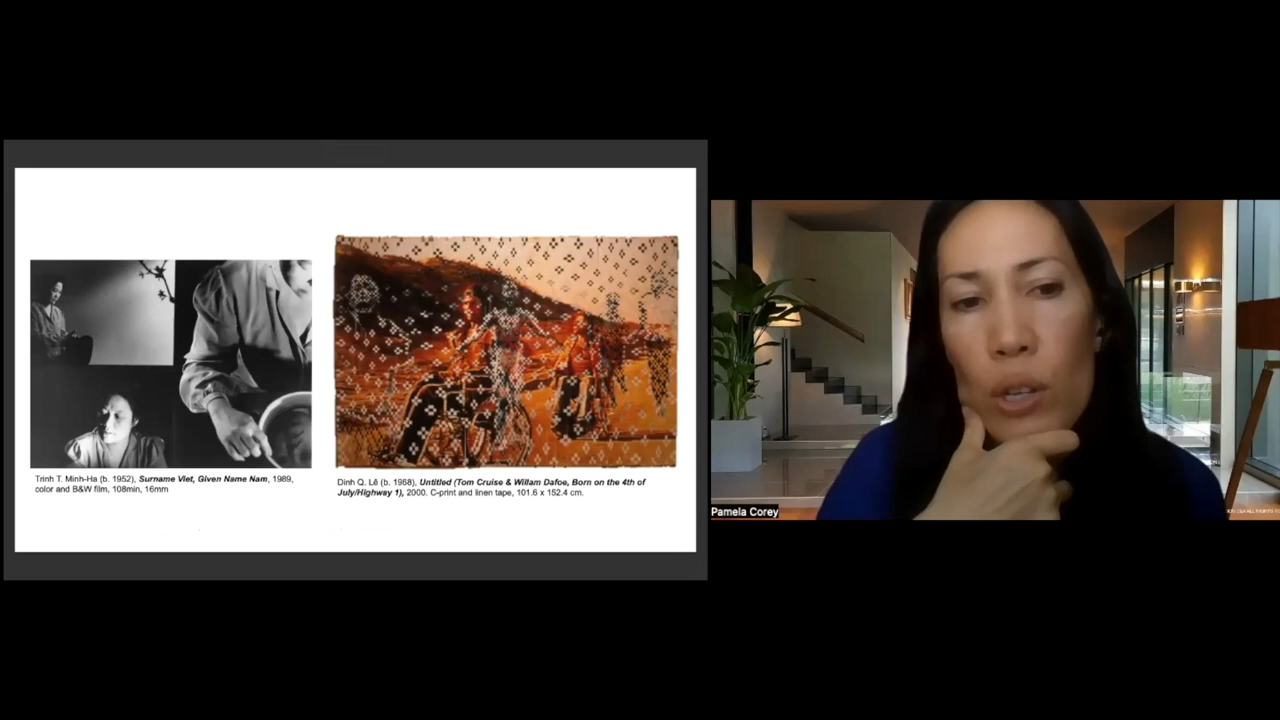 Trinh T. Minh-Ha (b. 1952), Surname Viet, Given Name Nam, 1989,
color and B&W film, 108min, 16mm
Dinh Q. Lê (b. 1968), Untitled (Tom Cruise & Willam Dafoe, Born on the 4th of
July/Highway 1), 2000. C-print and linen tape, 101.6 x 152.4 cm.
Pamela Corey